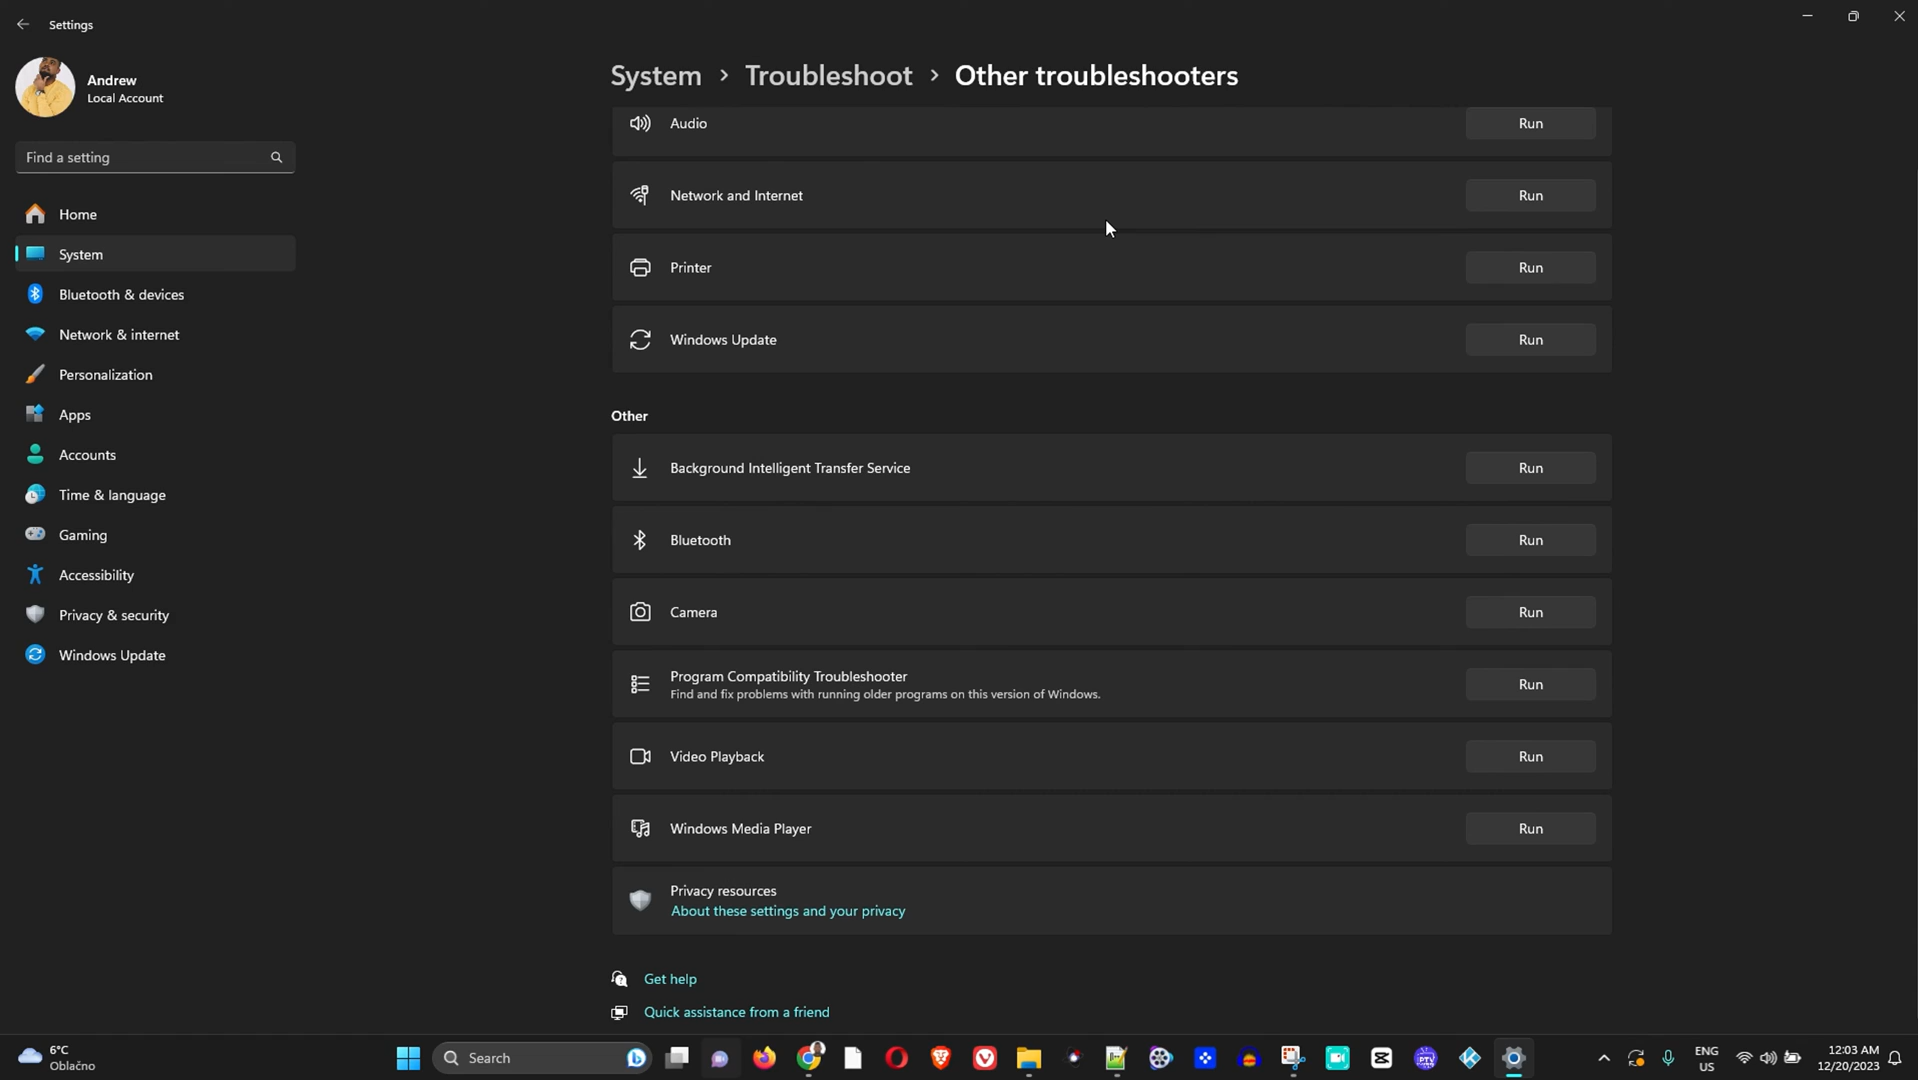 Settings
Andrew
Local Account
Find a setting
Home
System
Bluetooth & devices
Network & internet
Personalization
Apps
Accounts
Time & language
Gaming
Accessibility
Privacy & security
Windows Update
System > Troubleshoot > Other troubleshooters
Audio Run
Network and Internet Run
Printer Run
Windows Update Run
Other
Background Intelligent Transfer Service Run
Bluetooth Run
Camera Run
Program Compatibility Troubleshooter
Find and fix problems with running older programs on this version of Windows.
Run
Video Playback Run
Windows Media Player Run
Privacy resources
About these settings and your privacy
Get help
Quick assistance from a friend
6°C
Oblačno
Search
PTV
ENG
US
12:03 AM
12/20/2023